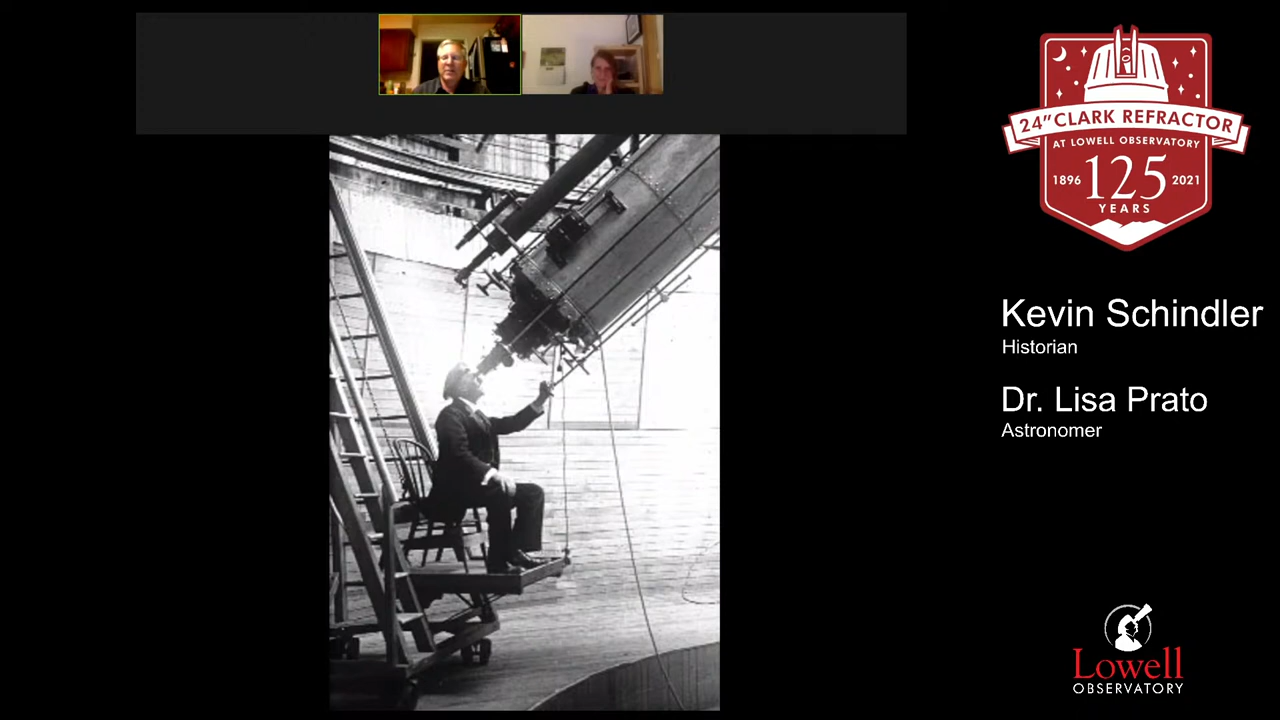 24" CLARK REFRACTOR
AT LOWELL OBSERVATORY
1896 125 2021
YEARS
Kevin Schindler
Historian
Dr. Lisa Prato
Astronomer
Lowell
OBSERVATORY